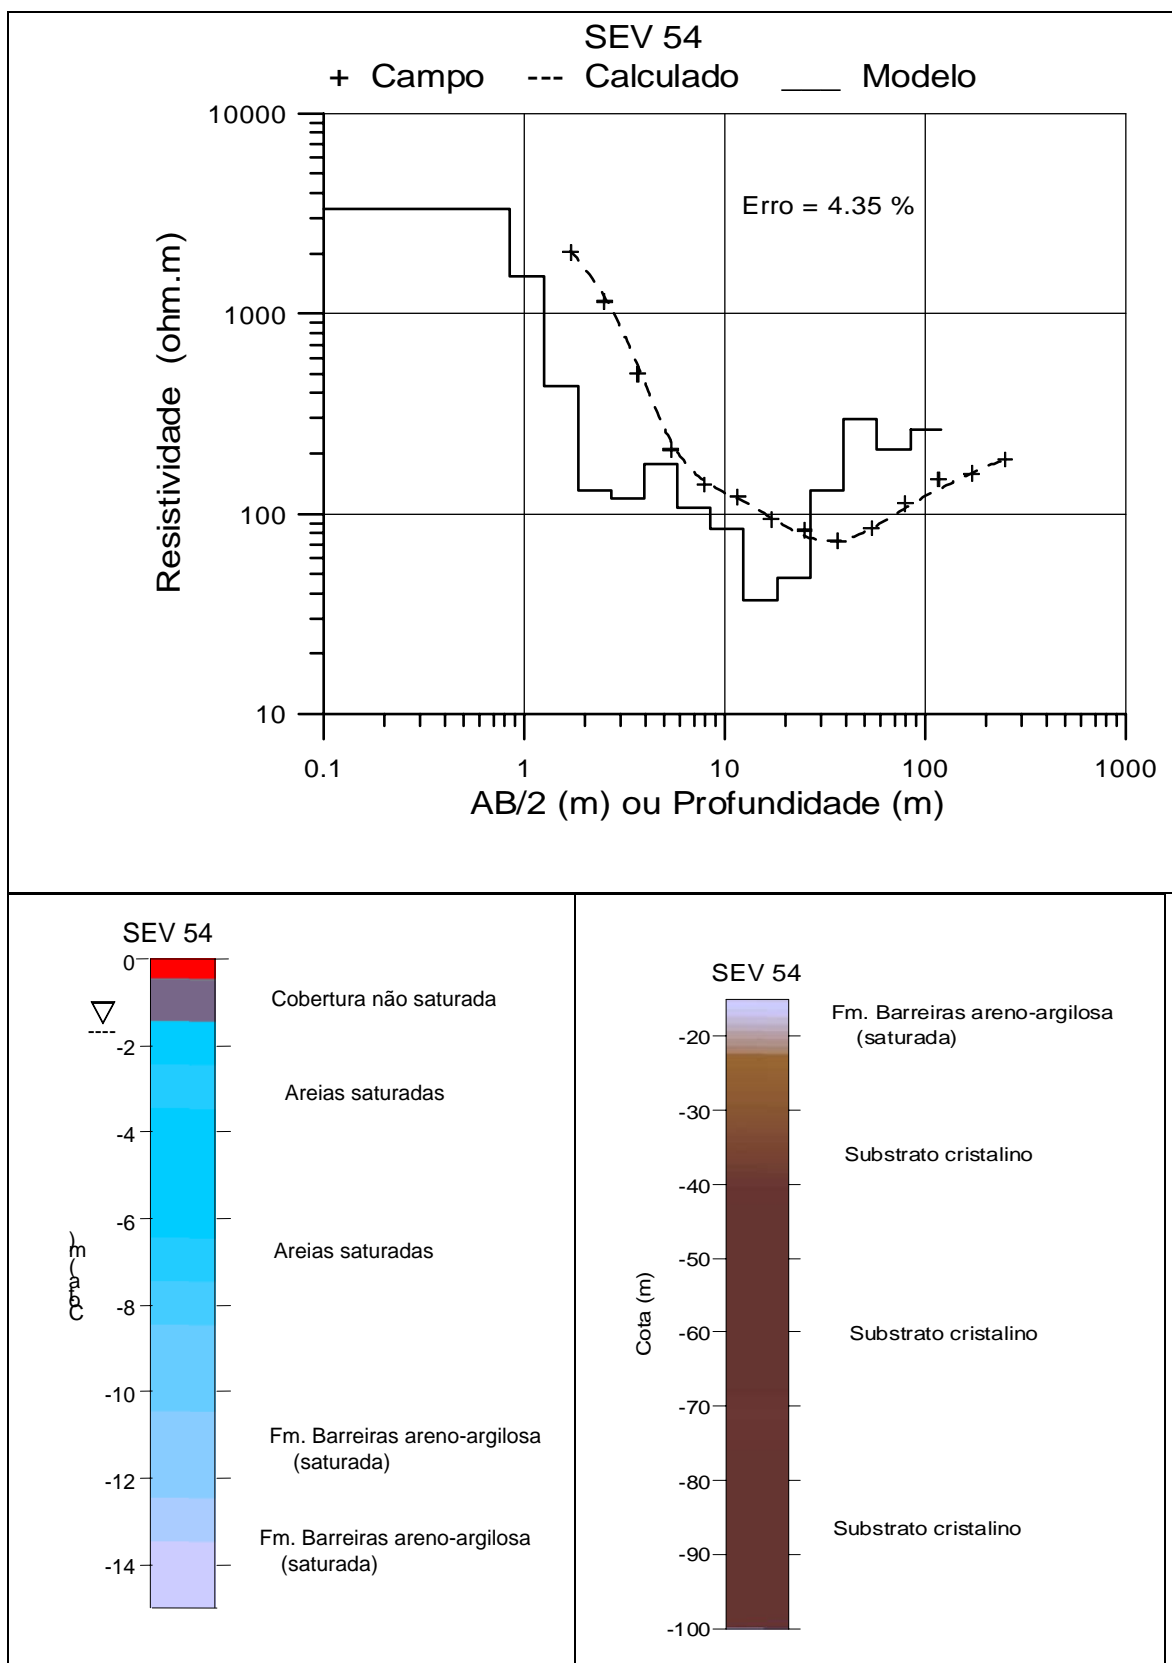 SEV 54
+ Campo --- Calculado ___ Modelo
10000
Erro = 4.35 %
1000
100
10
Resistividade (ohm.m)
0.1 1 10 100 1000
AB/2 (m) ou Profundidade (m)
SEV 54
0
Cobertura não saturada
-2
Areias saturadas
-4
-6
Areias saturadas
Cota (m)
-8
-10
Fm. Barreiras areno-argilosa
(saturada)
-12
Fm. Barreiras areno-argilosa
(saturada)
-14
SEV 54
Fm. Barreiras areno-argilosa
(saturada)
-20
-30
Substrato cristalino
-40
-50
Cota (m)
-60
Substrato cristalino
-70
-80
Substrato cristalino
-90
-100